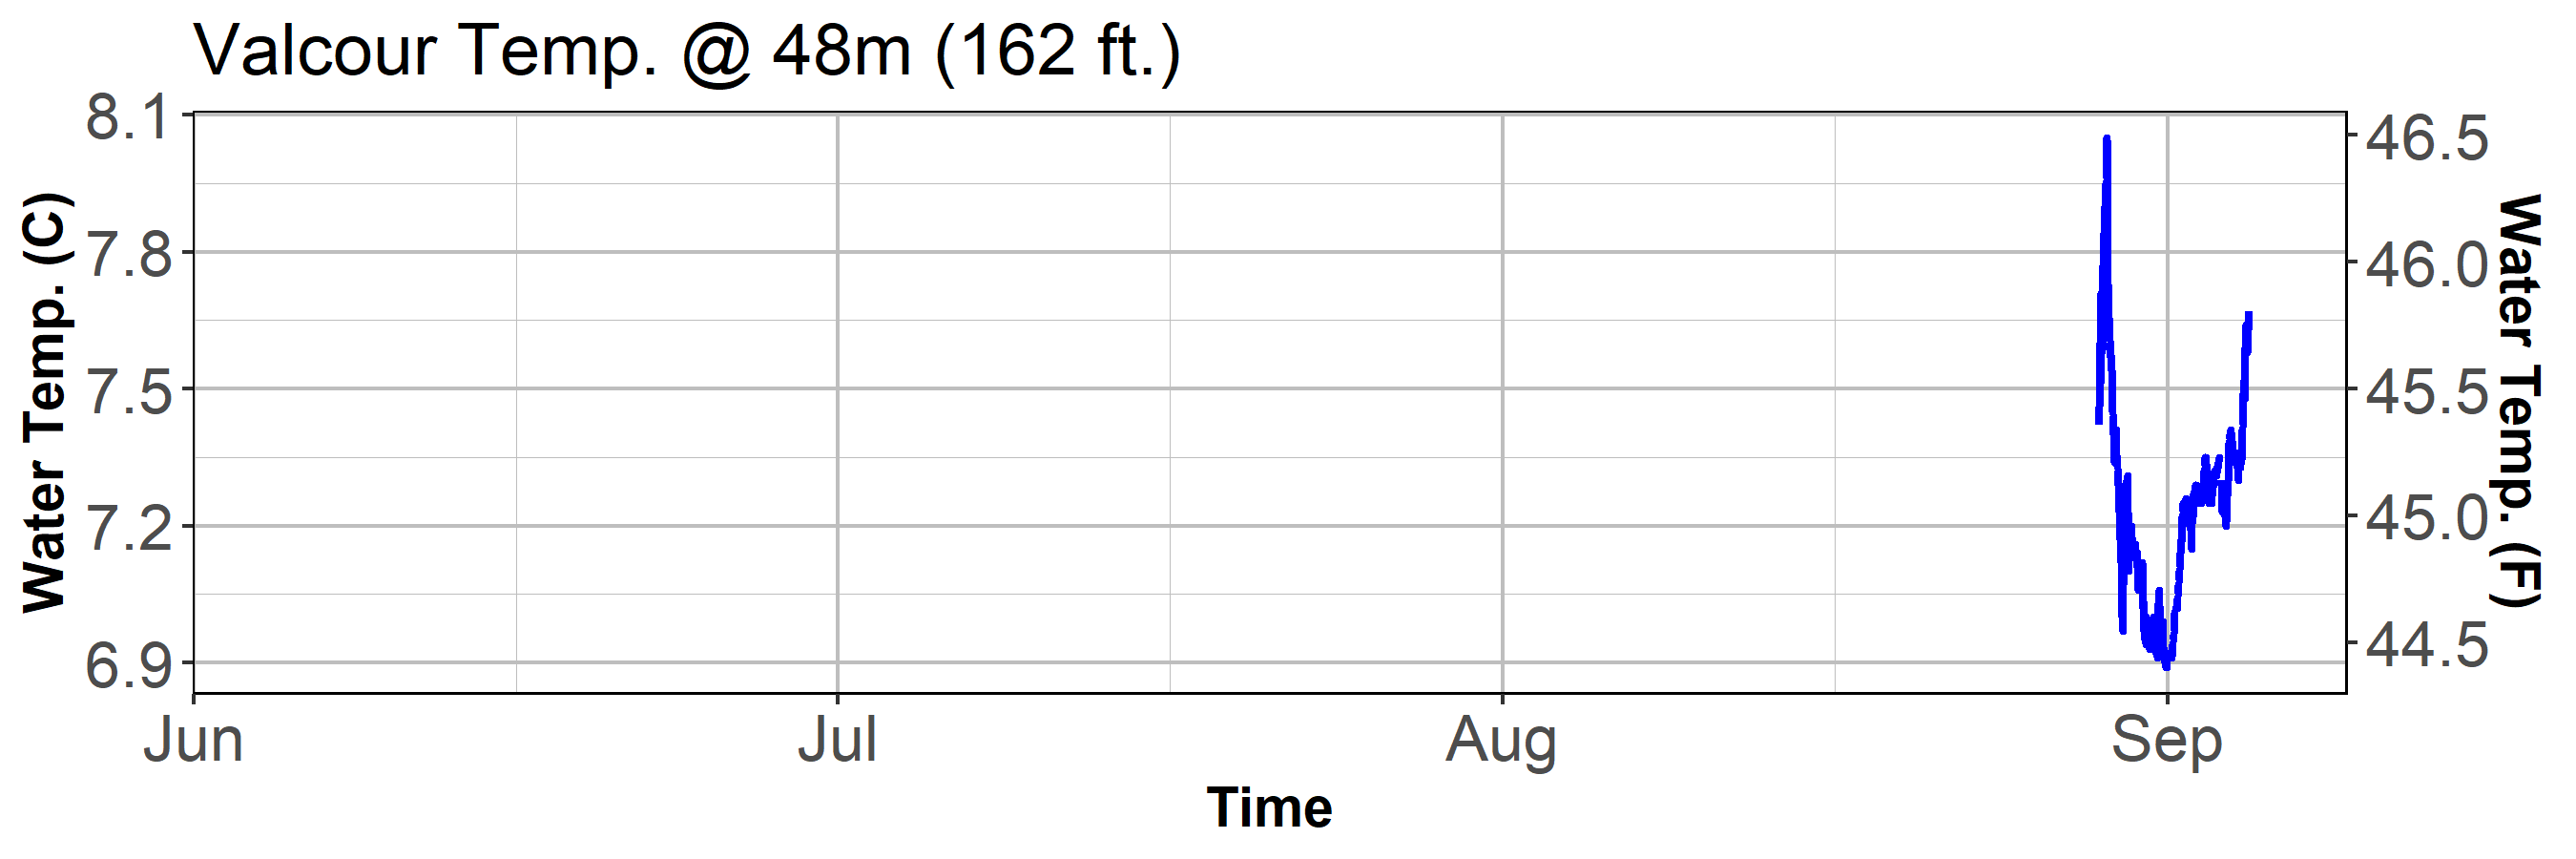 Valcour Temp. @ 48m (162 ft.)
Water Temp. (C)
8.1
7.8
7.5
7.2
6.9
46.5
46.0
45.5
45.0
44.5
Water Temp. (F)
Jun Jul Aug Sep
Time